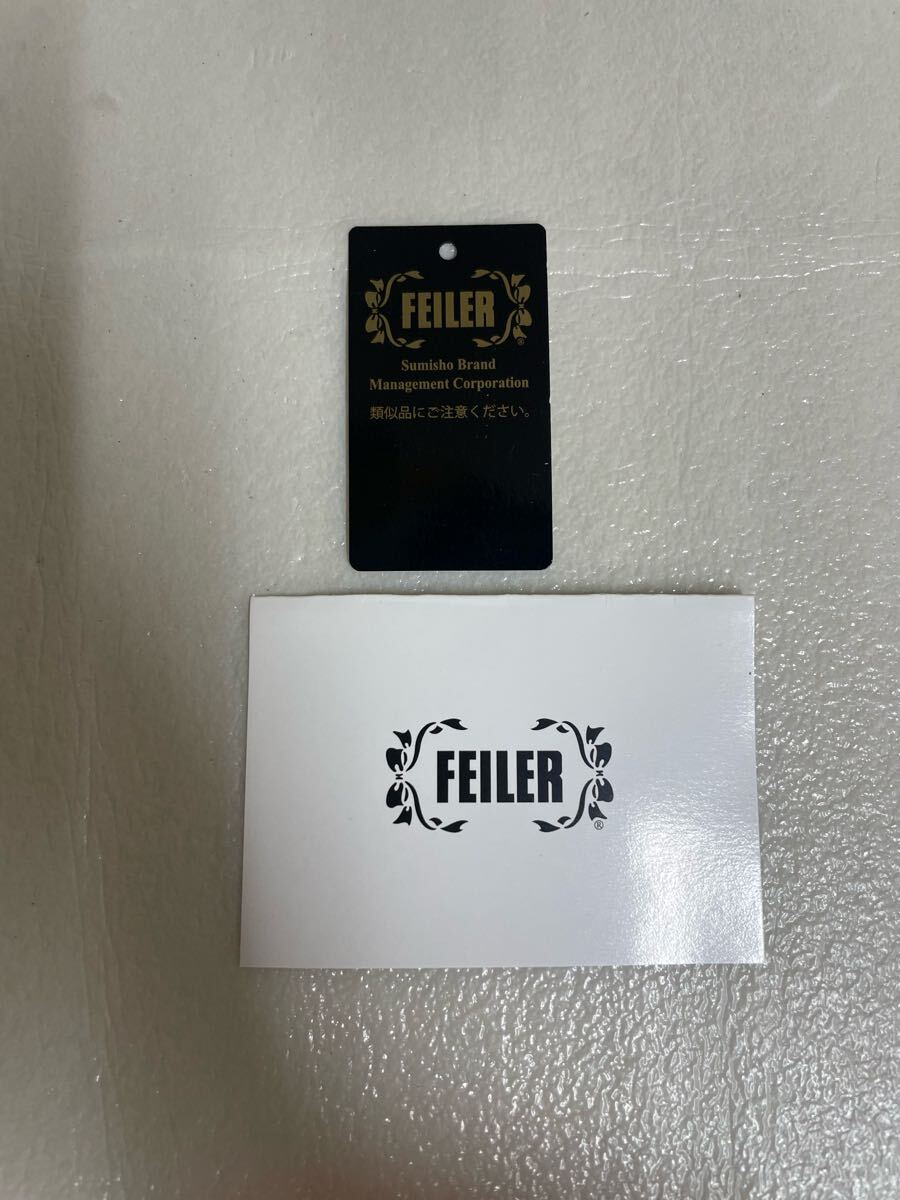 FEILER
®
Sumisho Brand
Management Corporation
類似品にご注意ください。
FEILER
®